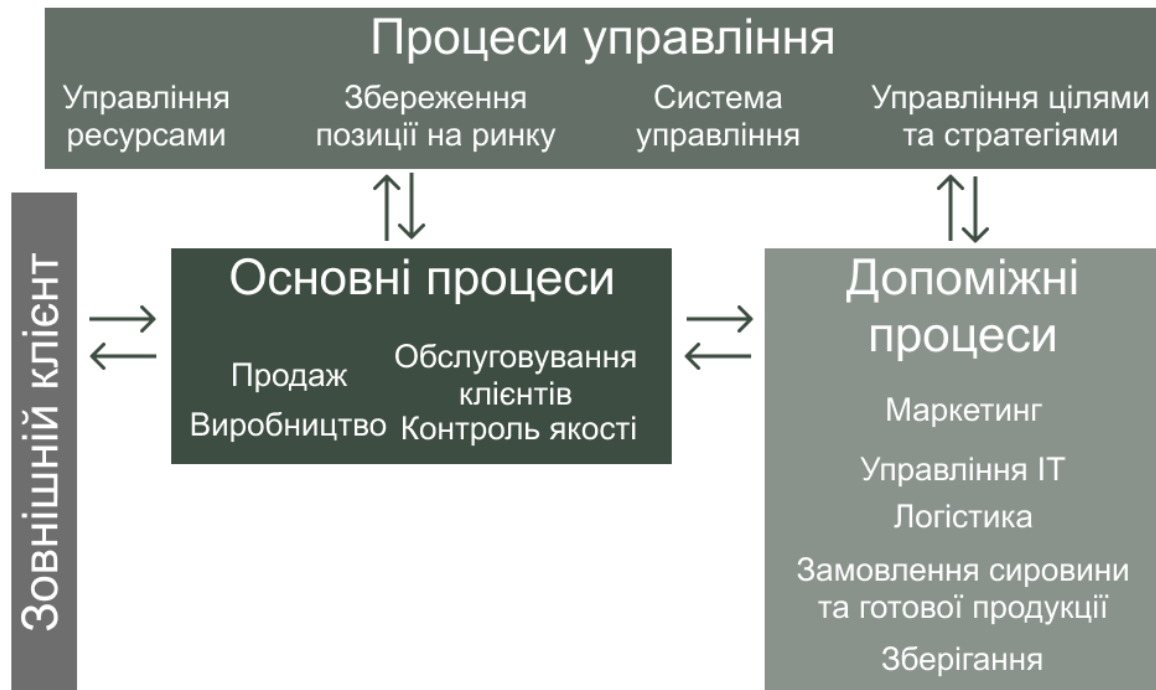 Процеси управління
Управління
ресурсами
Збереження
позиції на ринку
Система
управління
Управління цілями
та стратегіями
Зовнішній клієнт
Основні процеси
Продаж
Виробництво
Обслуговування
клієнтів
Контроль якості
Допоміжні
процеси
Маркетинг
Управління ІТ
Логістика
Замовлення сировини
та готової продукції
Зберігання